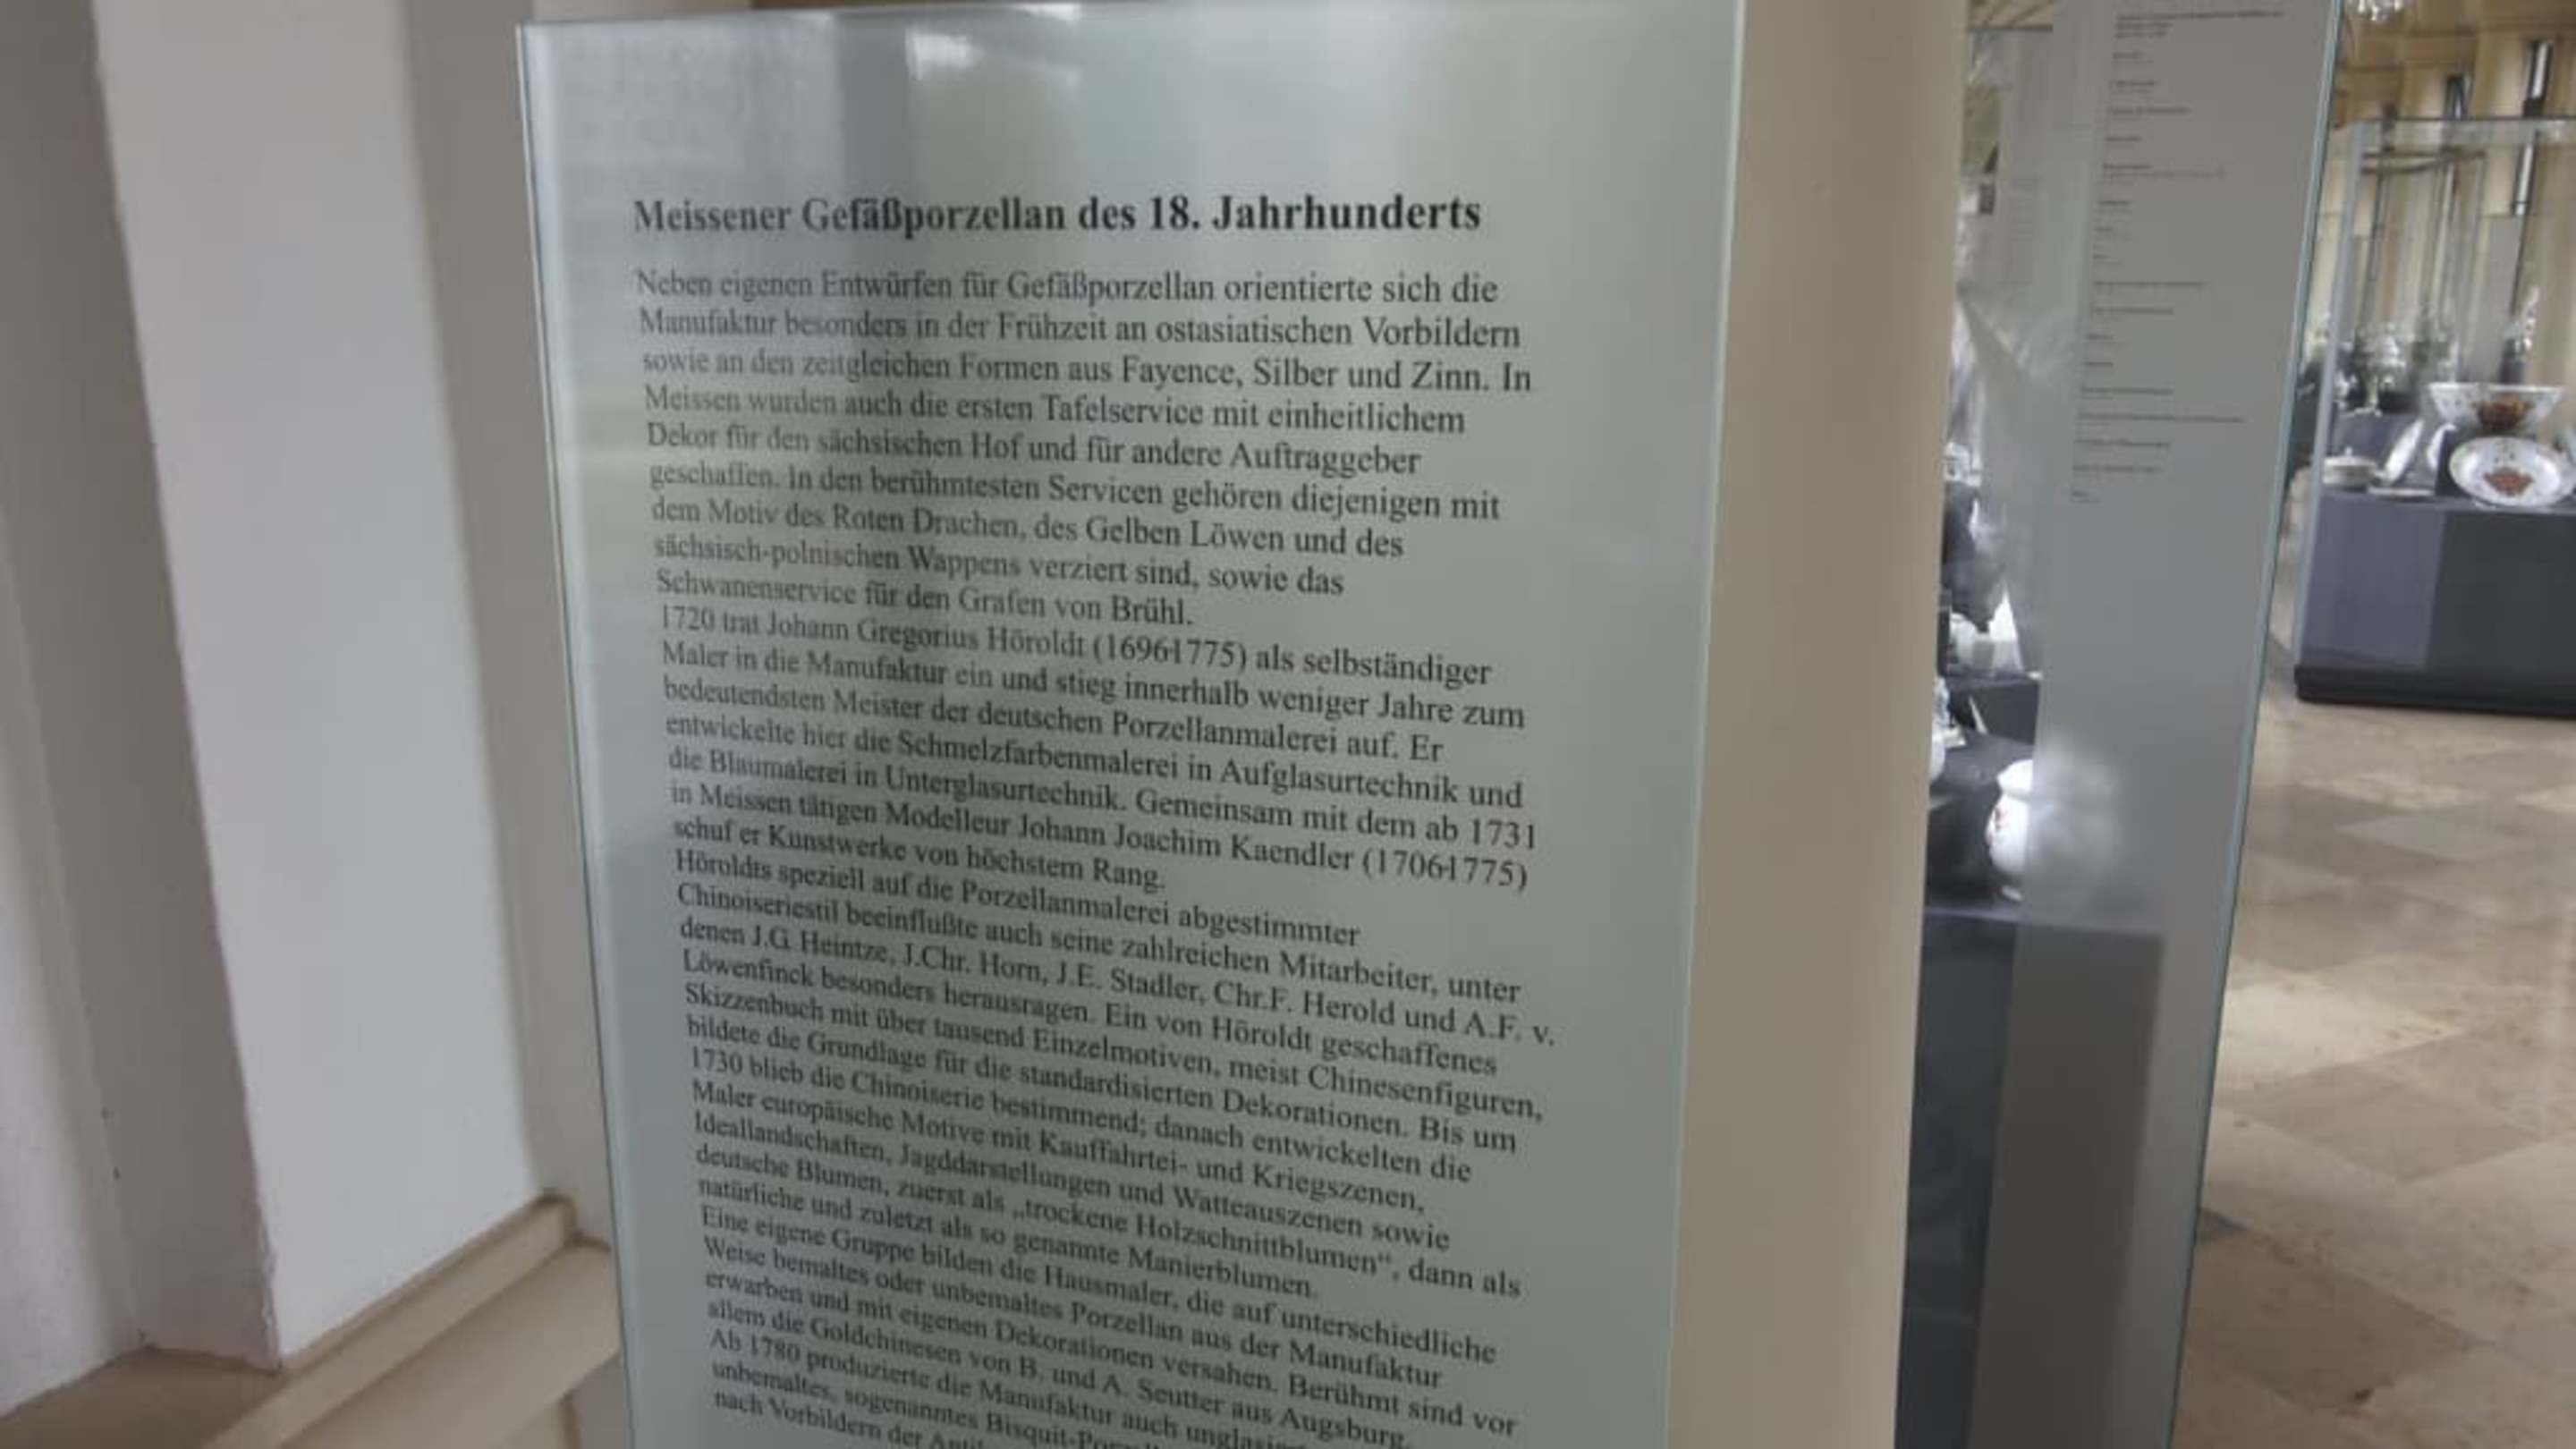 Meissener Gefäßporzellan des 18. Jahrhunderts
Neben eigenen Entwürfen für Gefäßporzellan orientierte sich die
Manufaktur besonders in der Frühzeit an ostasiatischen Vorbildern
sowie an den zeitgleichen Formen aus Fayence, Silber und Zinn. In
Meissen wurden auch die ersten Tafelservice mit einheitlichem
Dekor für den sächsischen Hof und für andere Auftraggeber
geschaffen. In den berühmtesten Servicen gehören diejenigen mit
dem Motiv des Roten Drachen, des Gelben Löwen und des
sächsisch-polnischen Wappens verziert sind, sowie das
Schwanenservice für den Grafen von Brühl.
1720 trat Johann Gregorius Höroldt (1696-1775) als selbständiger
Maler in die Manufaktur ein und stieg innerhalb weniger Jahre zum
bedeutendsten Meister der deutschen Porzellanmalerei auf. Er
entwickelte hier die Schmelzfarbenmalerei in Aufglasurtechnik und
die Blaumalerei in Unterglasurtechnik. Gemeinsam mit dem ab 1731
in Meissen tätigen Modelleur Johann Joachim Kaendler (1706-1775)
schuf er Kunstwerke von höchstem Rang.
Höroldts speziell auf die Porzellanmalerei abgestimmter
Chinoiseriestil beeinflußte auch seine zahlreichen Mitarbeiter, unter
denen J.G. Heintze, J.Chr. Horn, J.E. Stadler, Chr.F. Herold und A.F. v.
Löwenfinck besonders herausragen. Ein von Höroldt geschaffenes
Skizzenbuch mit über tausend Einzelmotiven, meist Chinesenfiguren,
bildete die Grundlage für die standardisierten Dekorationen. Bis um
1730 blieb die Chinoiserie bestimmend; danach entwickelten die
Maler europäische Motive mit Kauffahrtei- und Kriegszenen,
Ideallandschaften, Jagddarstellungen und Watteauszenen sowie
deutsche Blumen, zuerst als „trockene Holzschnittblumen“, dann als
natürliche und zuletzt als so genannte Manierblumen.
Eine eigene Gruppe bilden die Hausmaler, die auf unterschiedliche
Weise bemaltes oder unbemaltes Porzellan aus der Manufaktur
erwarben und mit eigenen Dekorationen versahen. Berühmt sind vor
allem die Goldchinesen von B. und A. Seutter aus Augsburg.
Ab 1780 produzierte die Manufaktur auch
unbemaltes, sogenanntes
nach Vorbildern der